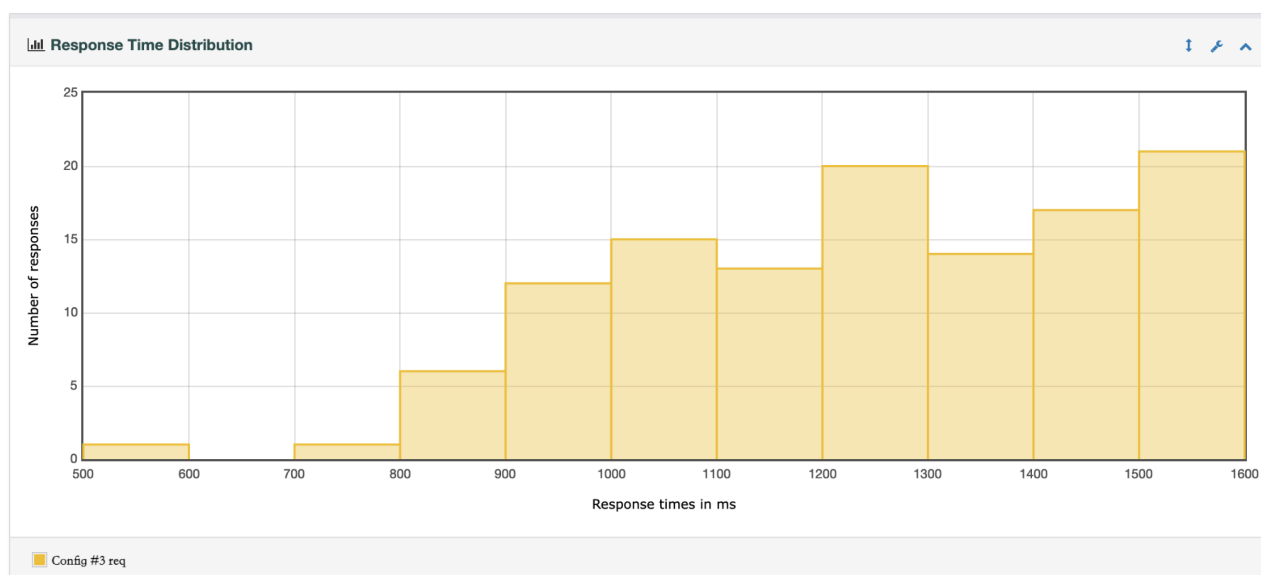 Response Time Distribution
25
20
15
10
5
0
Number of responses
500 600 700 800 900 1000 1100 1200 1300 1400 1500 1600
Response times in ms
Config #3 req